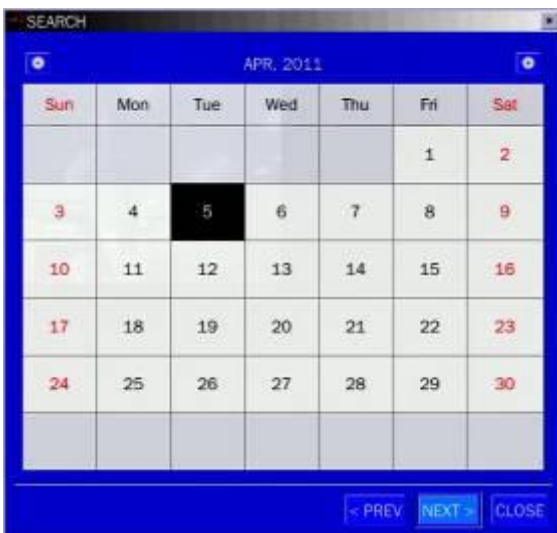 SEARCH
APR, 2011
Sun Mon Tue Wed Thu Fri Sat
1 2
3 4 5 6 7 8 9
10 11 12 13 14 15 16
17 18 19 20 21 22 23
24 25 26 27 28 29 30
< PREV NEXT > CLOSE